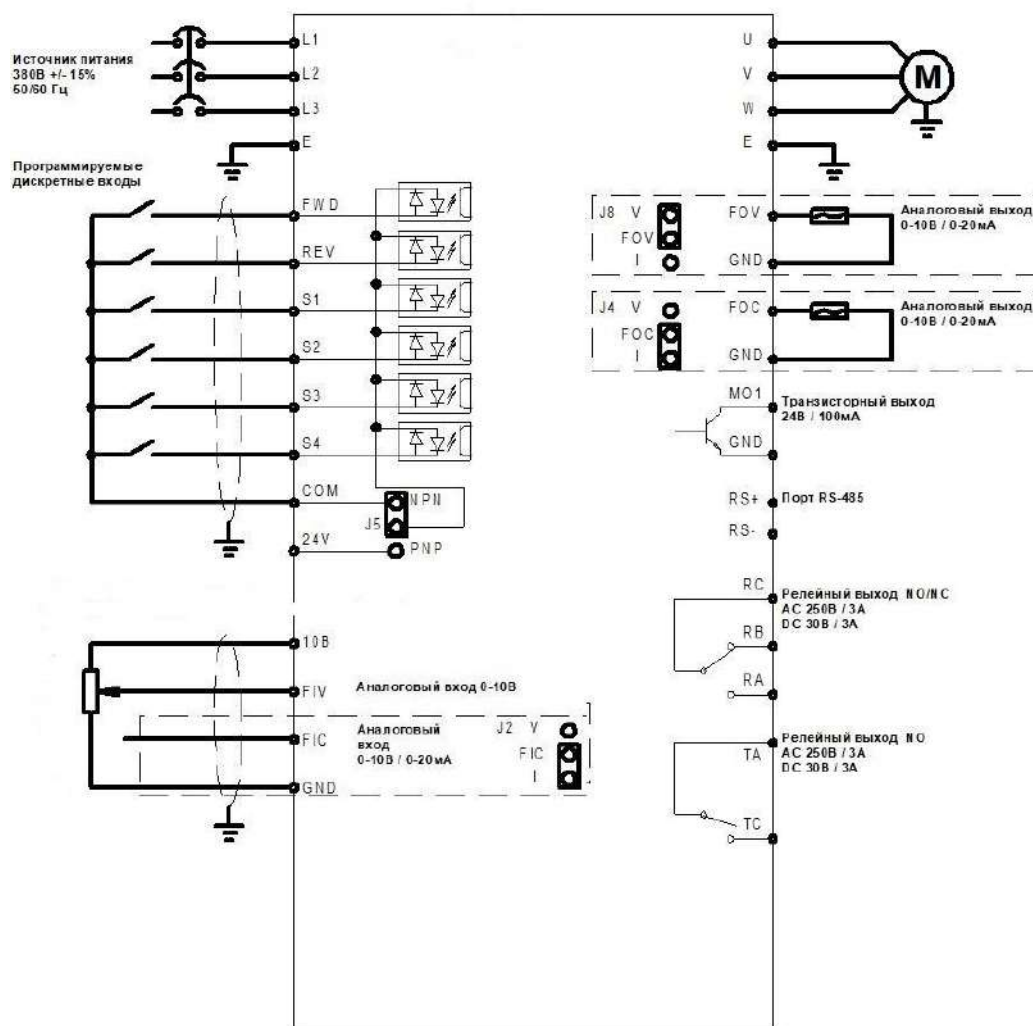 Источник питания
380В +/- 15%
50/60 Гц
L1
L2
L3
E
U
V
W
E
M
Программируемые
дискретные входы
FWD
REV
S1
S2
S3
S4
COM
24V
NPN
J5
PNP
J8 V
FOV
I
FOV
GND
Аналоговый выход
0-10В / 0-20мА
J4 V
FOC
I
FOC
GND
Аналоговый выход
0-10В / 0-20мА
MO1
GND
Транзисторный выход
24В / 100мА
RS+
RS-
Порт RS-485
RC
RB
RA
Релейный выход NO/NC
AC 250В / 3А
DC 30В / 3А
10В
FIV
FIC
GND
Аналоговый вход 0-10В
Аналоговый
вход
0-10В / 0-20мА
J2 V
FIC
I
TA
TC
Релейный выход NO
AC 250В / 3А
DC 30В / 3А